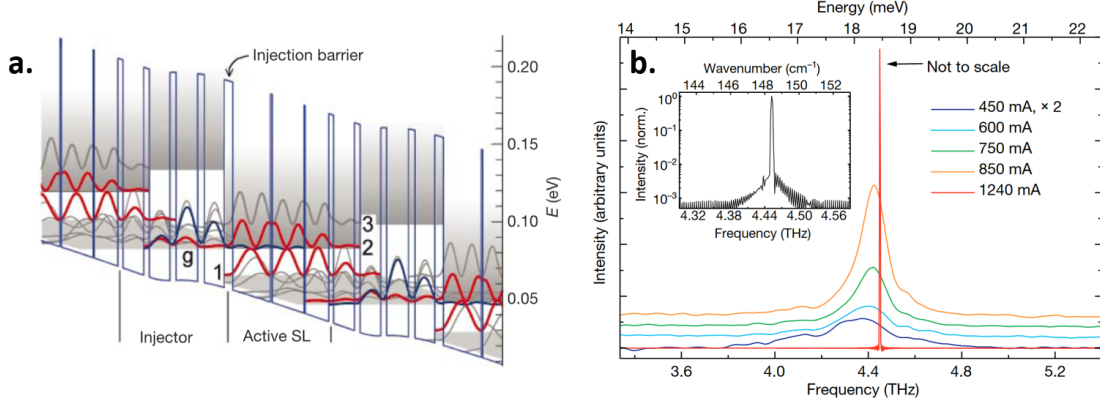 a.
Injection barrier
0.20
0.15
0.10
0.05
E (eV)
3
2
g
1
Injector
Active SL
b.
Energy (meV)
14 15 16 17 18 19 20 21 22
Not to scale
Wavenumber (cm⁻¹)
144 146 148 150 152
Intensity (norm.)
10⁰
10⁻¹
10⁻²
10⁻³
4.32 4.38 4.44 4.50 4.56
Frequency (THz)
450 mA, × 2
600 mA
750 mA
850 mA
1240 mA
Intensity (arbitrary units)
3.6 4.0 4.4 4.8 5.2
Frequency (THz)